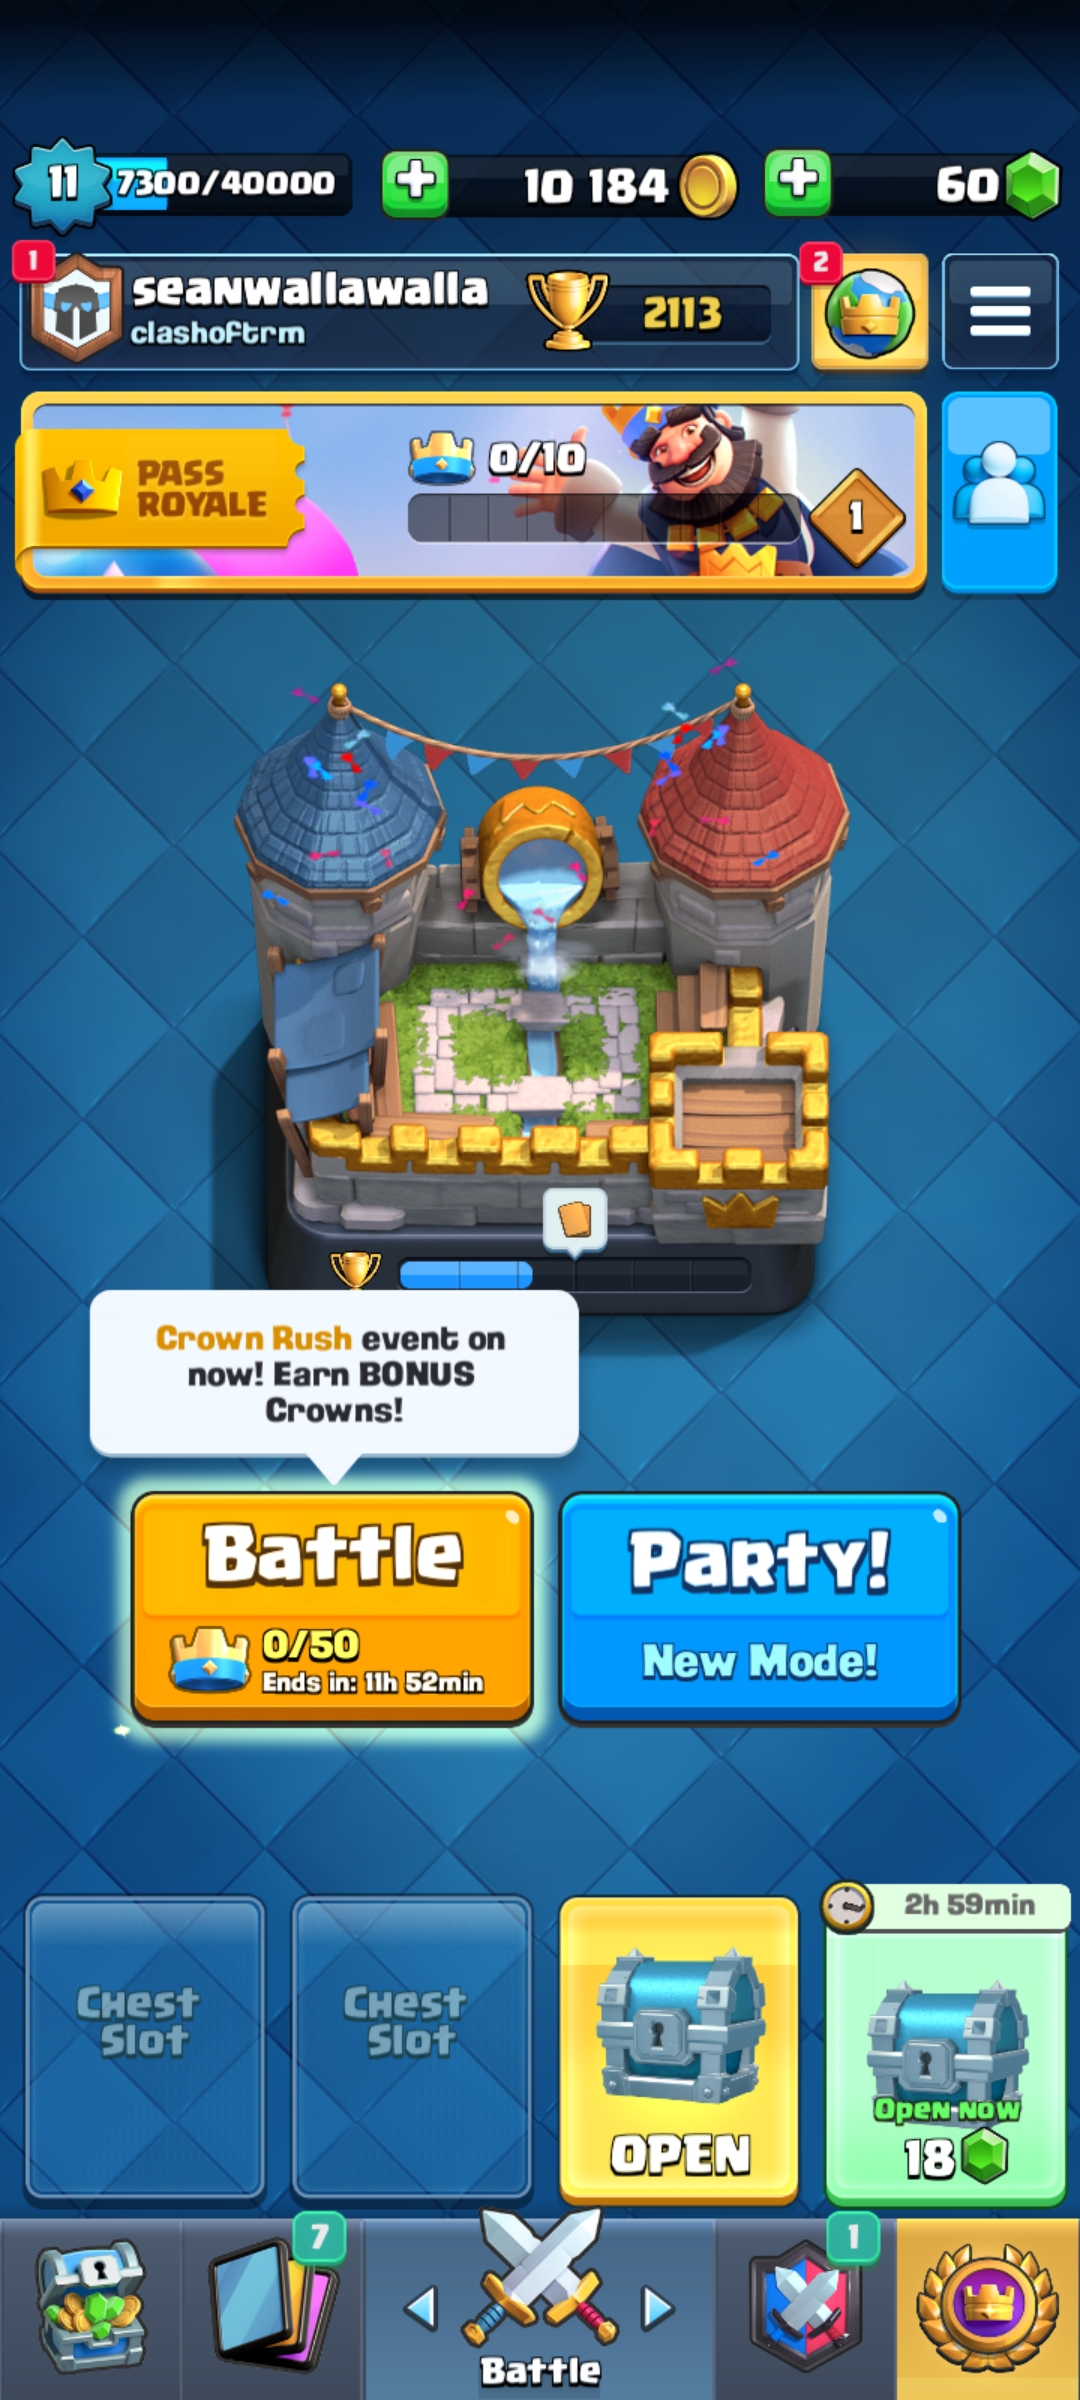 11
7300/40000
10 184
60
1
seanwallawalla
clashoftrm
2113
2
PASS
ROYALE
0/10
1
Crown Rush event on
now! Earn BONUS
Crowns!
Battle
0/50
Ends in: 11h 52min
Party!
New Mode!
Chest
Slot
Chest
Slot
OPEN
2h 59min
Open now
18
7
Battle
1